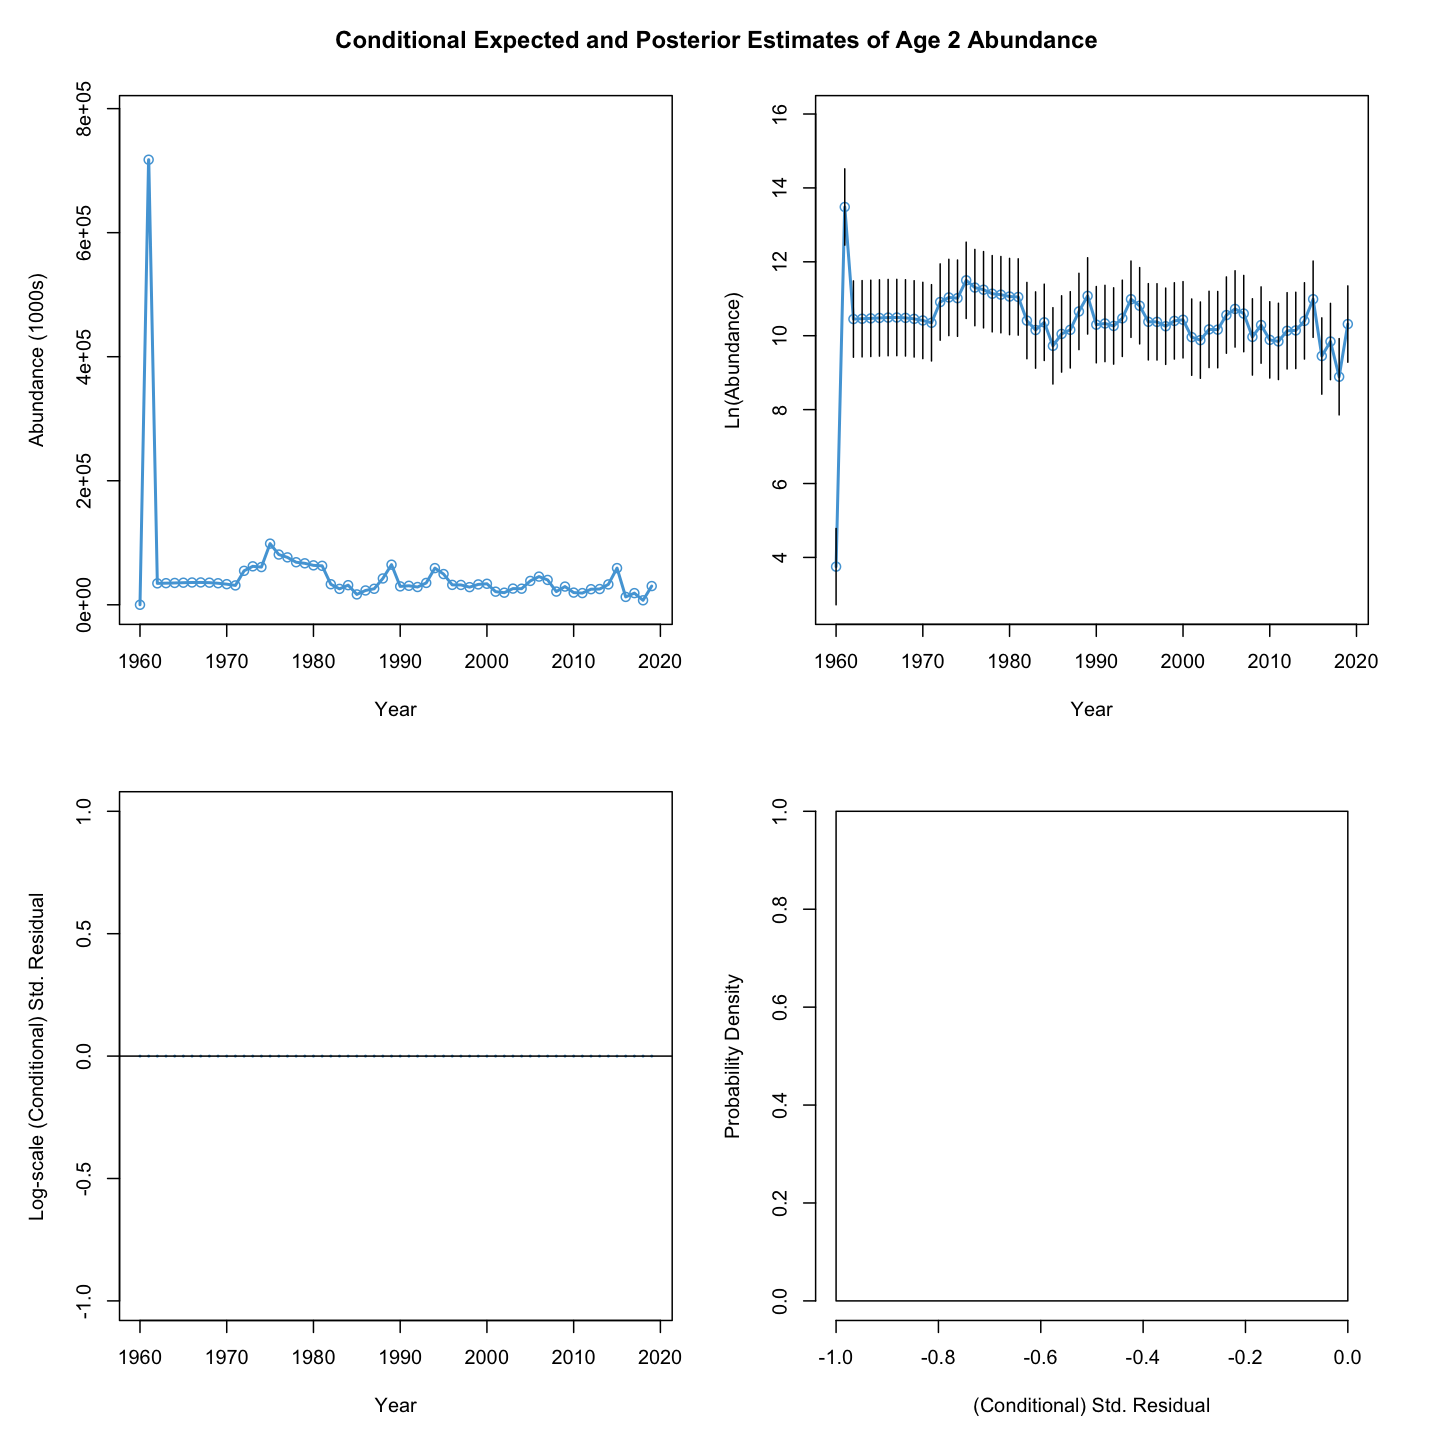 Conditional Expected and Posterior Estimates of Age 2 Abundance
Abundance (1000s)
0e+00 2e+05 4e+05 6e+05 8e+05
1960 1970 1980 1990 2000 2010 2020
Year
Ln(Abundance)
4 6 8 10 12 14 16
1960 1970 1980 1990 2000 2010 2020
Year
Log-scale (Conditional) Std. Residual
-1.0 -0.5 0.0 0.5 1.0
1960 1970 1980 1990 2000 2010 2020
Year
Probability Density
0.0 0.2 0.4 0.6 0.8 1.0
-1.0 -0.8 -0.6 -0.4 -0.2 0.0
(Conditional) Std. Residual